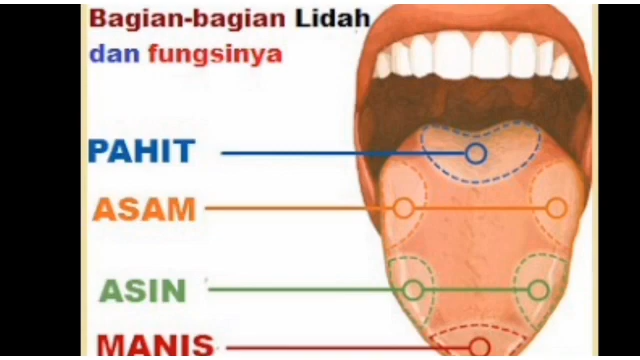 Bagian-bagian Lidah
dan fungsinya
PAHIT
ASAM
ASIN
MANIS